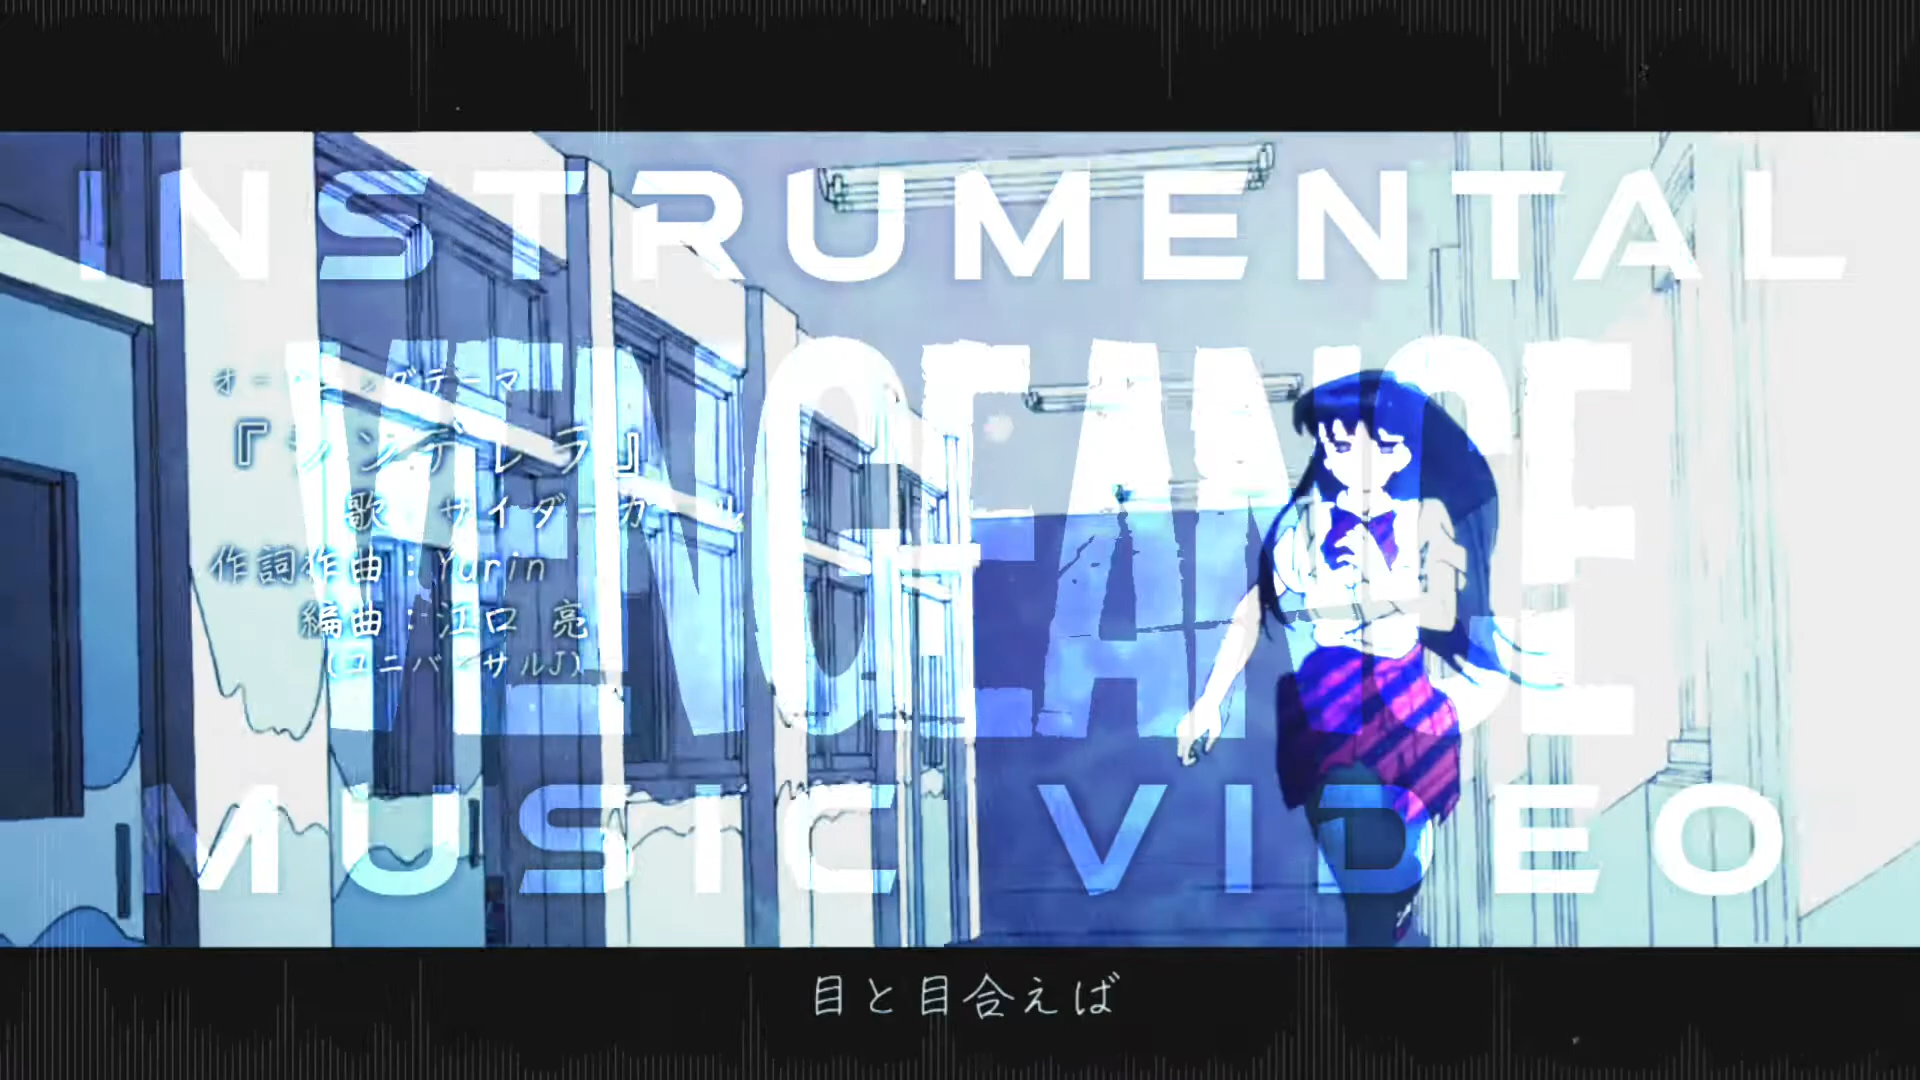 INSTRUMENTAL
VENGEANCE
オープニングテーマ
『シンデレラ』
歌：サイダーガール
作詞作曲：Yurin
編曲：江口 亮
(ユニバーサルJ)
MUSIC VIDEO
目と目合えば